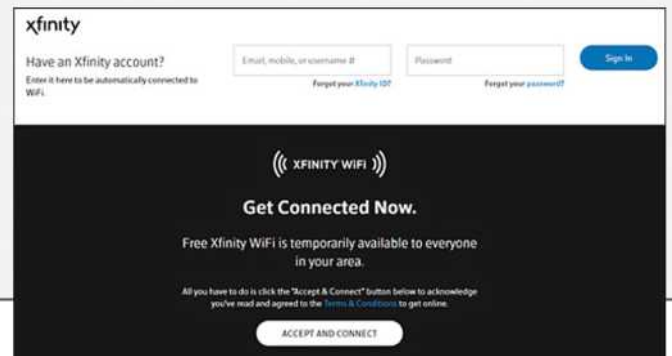 xfinity
Have an Xfinity account?
Enter it here to be automatically connected to
WiFi.
Email, mobile, or username #
Password
Sign In
Forgot your Xfinity ID?
Forgot your password?
XFINITY WiFi
Get Connected Now.
Free Xfinity WiFi is temporarily available to everyone
in your area.
All you have to do is click the "Accept & Connect" button below to acknowledge
you've read and agreed to the Terms & Conditions to get online.
ACCEPT AND CONNECT